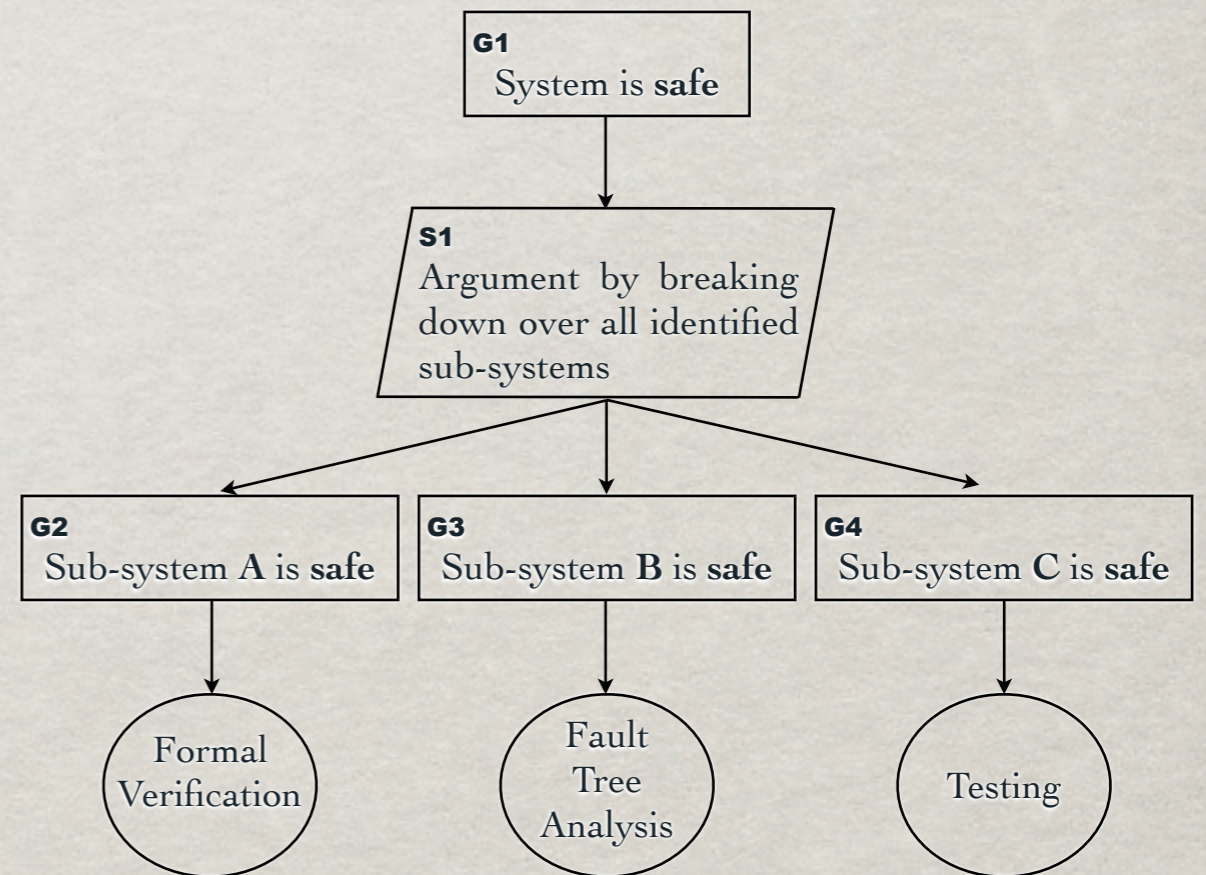 G1
System is safe
S1
Argument by breaking
down over all identified
sub-systems
G2
Sub-system A is safe
G3
Sub-system B is safe
G4
Sub-system C is safe
Formal
Verification
Fault
Tree
Analysis
Testing